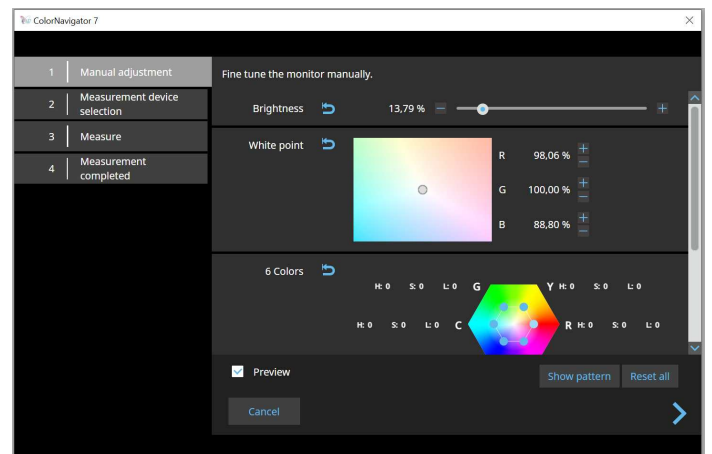 ColorNavigator 7
1 Manual adjustment
2 Measurement device
selection
3 Measure
4 Measurement
completed
Fine tune the monitor manually.
Brightness 13,79 %
White point
R 98,06 %
G 100,00 %
B 88,80 %
6 Colors
H: 0 S: 0 L: 0 G Y H: 0 S: 0 L: 0
H: 0 S: 0 L: 0 C R H: 0 S: 0 L: 0
Preview
Show pattern Reset all
Cancel